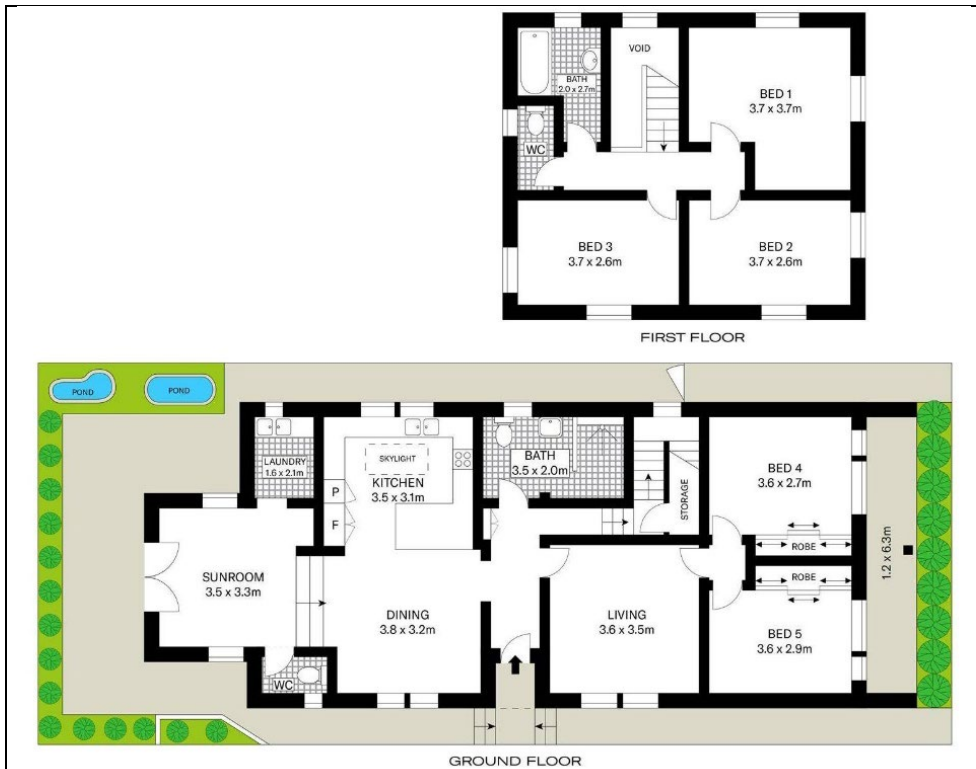 VOID
BATH
2.0 x 2.7m
BED 1
3.7 x 3.7m
WC
BED 3
3.7 x 2.6m
BED 2
3.7 x 2.6m
FIRST FLOOR
POND
POND
LAUNDRY
1.6 x 2.1m
SKYLIGHT
KITCHEN
3.5 x 3.1m
P
F
BATH
3.5 x 2.0m
STORAGE
BED 4
3.6 x 2.7m
ROBE
ROBE
1.2 x 6.3m
SUNROOM
3.5 x 3.3m
DINING
3.8 x 3.2m
LIVING
3.6 x 3.5m
BED 5
3.6 x 2.9m
WC
GROUND FLOOR